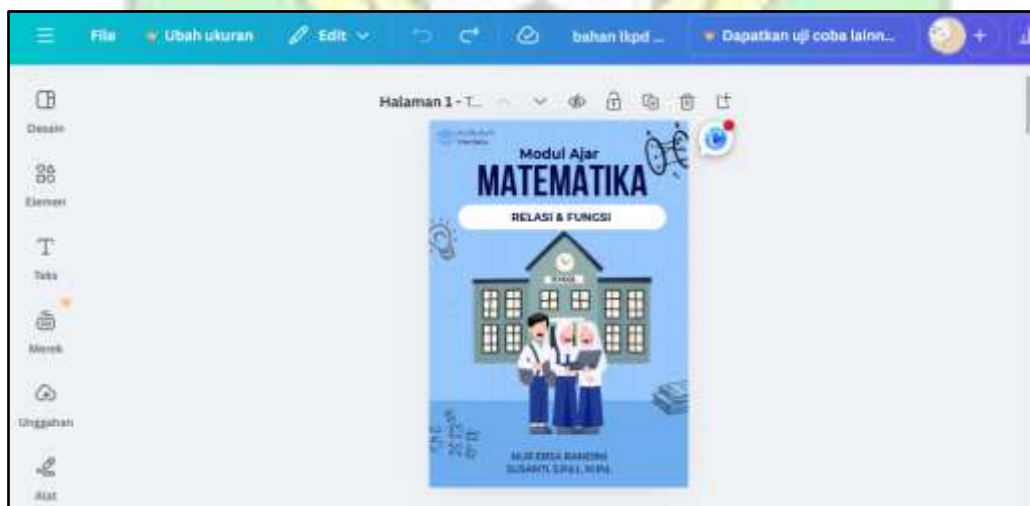 File
Ubah ukuran
Edit
bahan lkpd ...
Dapatkan uji coba lainn...
Halaman 1 - T...
Desain
Elemen
Teks
Merek
Unggahan
Alat
Modul Ajar
MATEMATIKA
RELASI & FUNGSI
SCHOOL